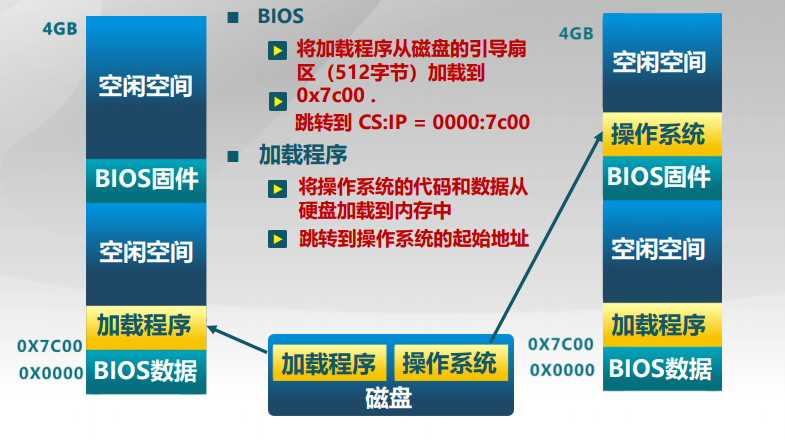 4GB
空闲空间
BIOS固件
空闲空间
加载程序
0X7C00
0X0000
BIOS数据
BIOS
将加载程序从磁盘的引导扇
区（512字节）加载到
0x7c00 .
跳转到 CS:IP = 0000:7c00
加载程序
将操作系统的代码和数据从
硬盘加载到内存中
跳转到操作系统的起始地址
加载程序
操作系统
磁盘
4GB
空闲空间
操作系统
BIOS固件
空闲空间
加载程序
0X7C00
0X0000
BIOS数据